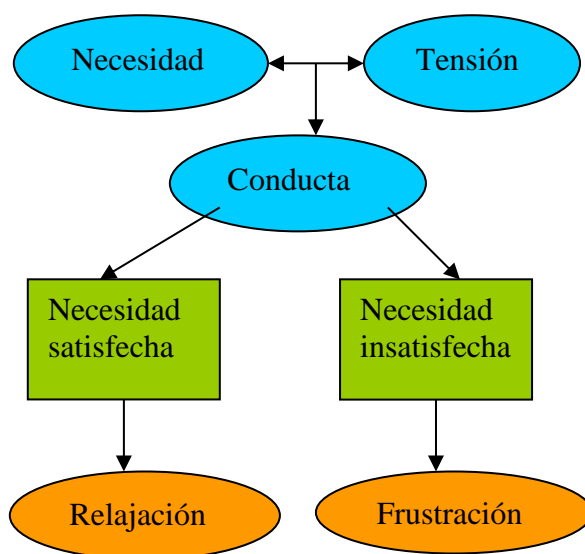 Necesidad
Tensión
Conducta
Necesidad
satisfecha
Necesidad
insatisfecha
Relajación
Frustración